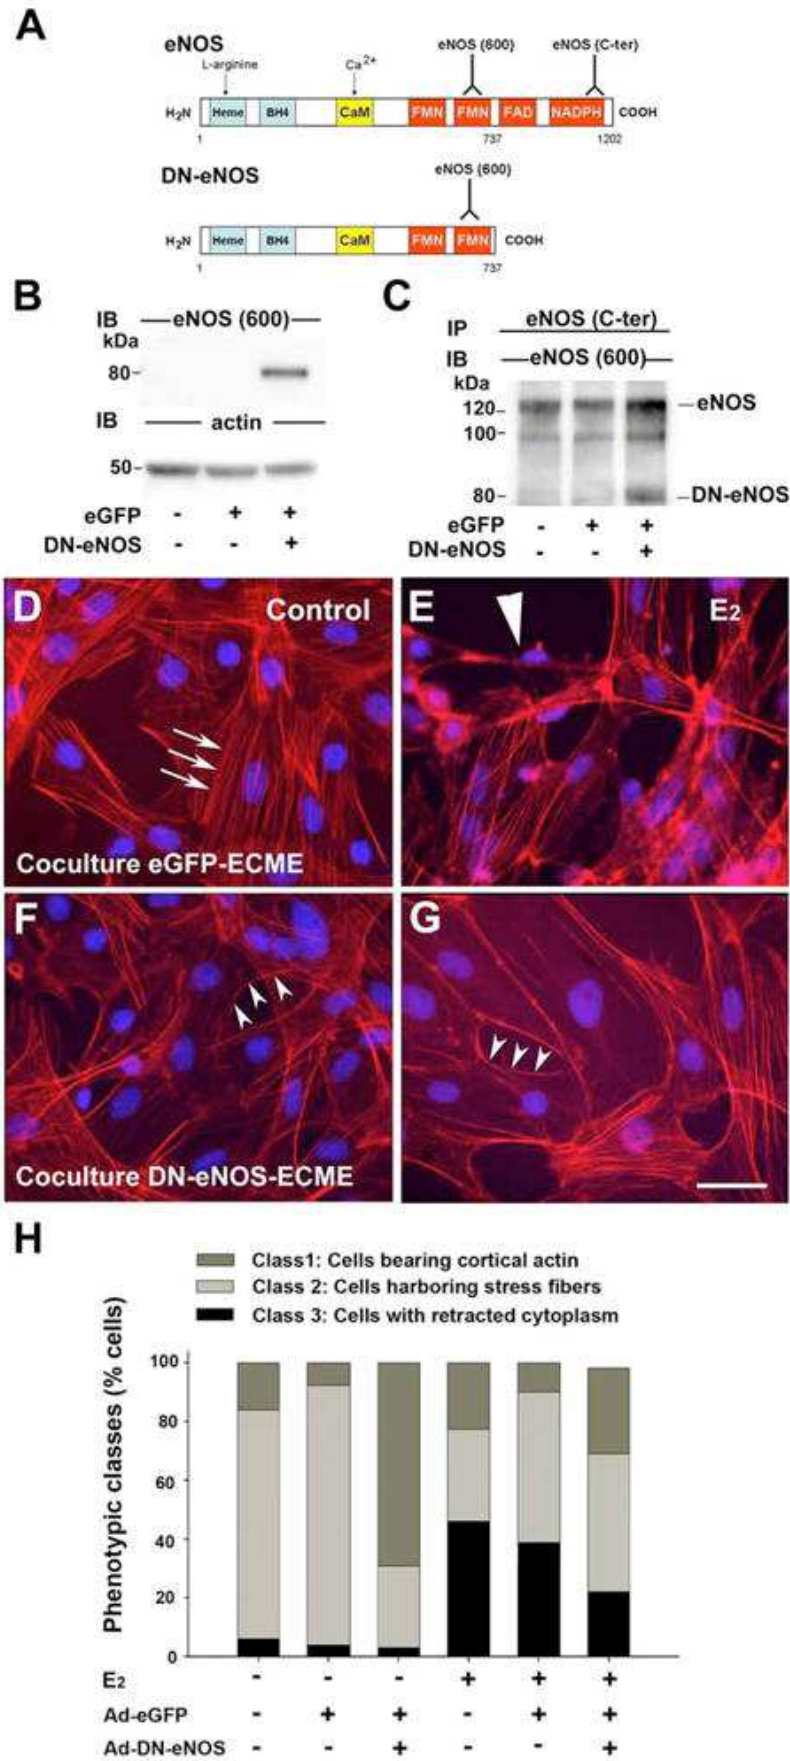 A
eNOS
eNOS (600)
eNOS (C-ter)
L-arginine
Ca2+
H2N Heme BH4 CaM FMN FMN FAD NADPH COOH
1 737 1202
DN-eNOS
eNOS (600)
H2N Heme BH4 CaM FMN FMN COOH
1 737
B
IB eNOS (600)
kDa
80
IB actin
50
eGFP - + +
DN-eNOS - - +
C
IP eNOS (C-ter)
IB eNOS (600)
kDa
120 eNOS
100
80 DN-eNOS
eGFP - + +
DN-eNOS - - +
D Control
Coculture eGFP-ECME
E E2
F
Coculture DN-eNOS-ECME
G
H
Class1: Cells bearing cortical actin
Class 2: Cells harboring stress fibers
Class 3: Cells with retracted cytoplasm
Phenotypic classes (% cells)
100
80
60
40
20
0
E2 - - - + + +
Ad-eGFP - + + - + +
Ad-DN-eNOS - - + - - +